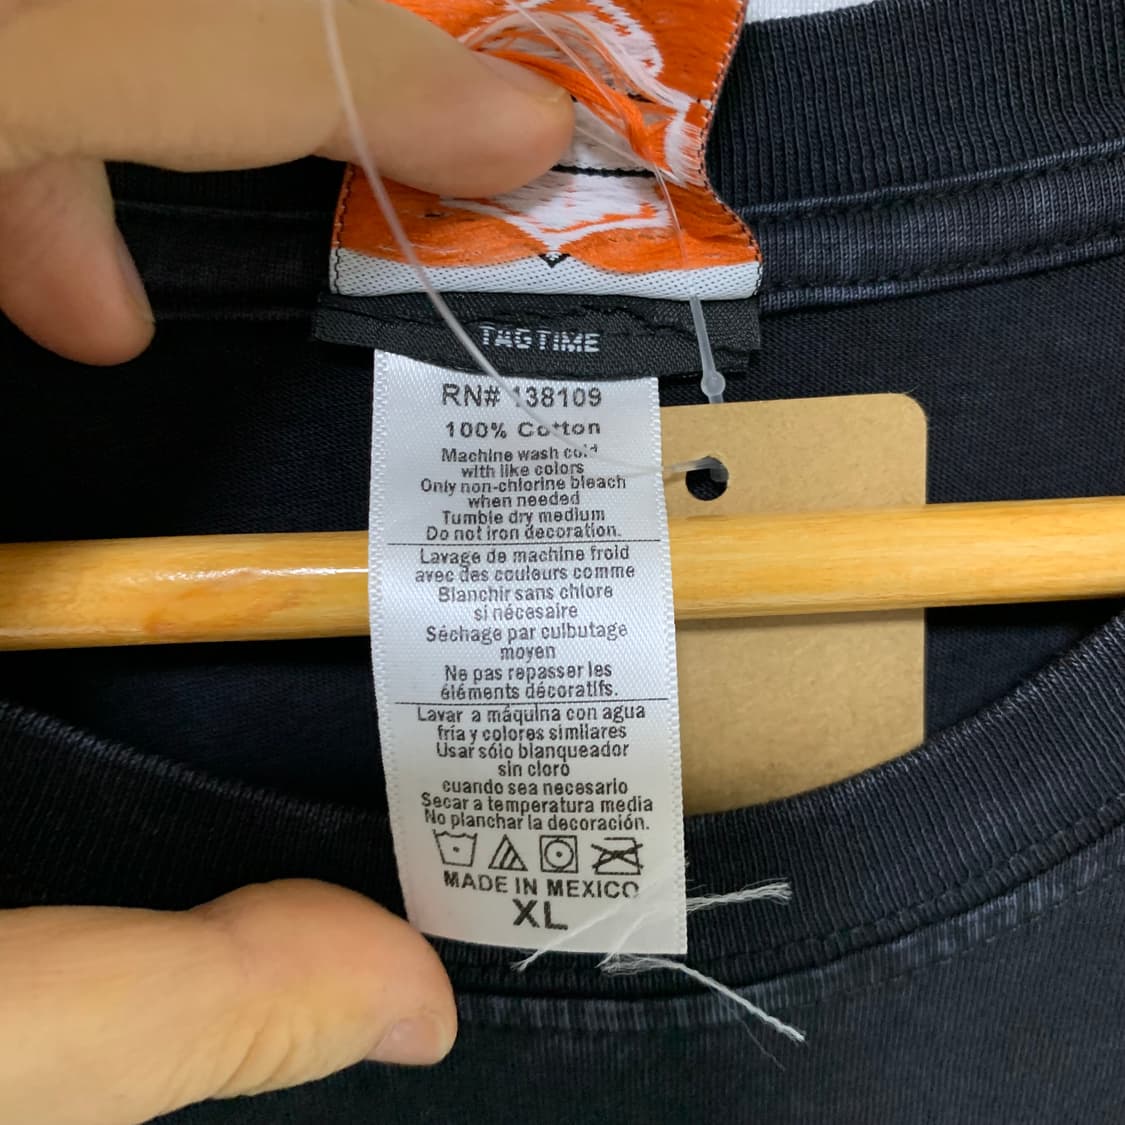 TAGTIME
RN# 138109
100% Cotton
Machine wash cold
with like colors
Only non-chlorine bleach
when needed
Tumble dry medium
Do not iron decoration.
Lavage de machine froid
avec des couleurs comme
Blanchir sans chlore
si nécesaire
Séchage par culbutage
moyen
Ne pas repasser les
éléments décoratifs.
Lavar a máquina con agua
fría y colores similares
Usar sólo blanqueador
sin cloro
cuando sea necesario
Secar a temperatura media
No planchar la decoración.
MADE IN MEXICO
XL